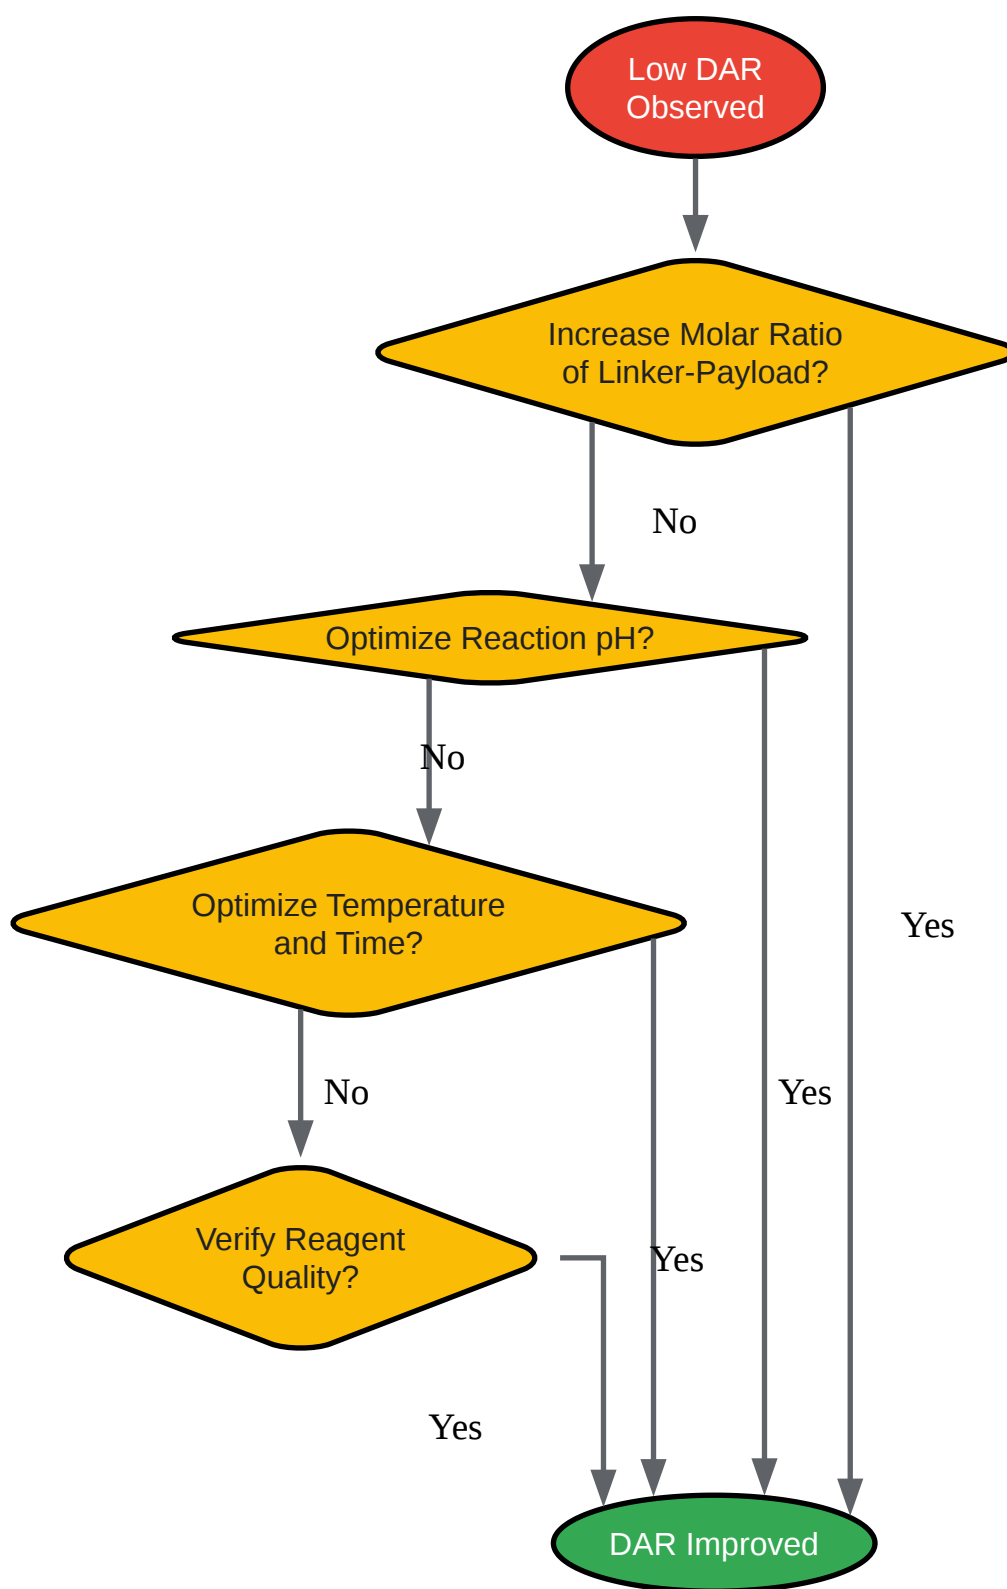 Low DAR
Observed
Increase Molar Ratio
of Linker-Payload?
No
Optimize Reaction pH?
No
Optimize Temperature
and Time?
Yes
No
Yes
Verify Reagent
Quality?
Yes
Yes
DAR Improved